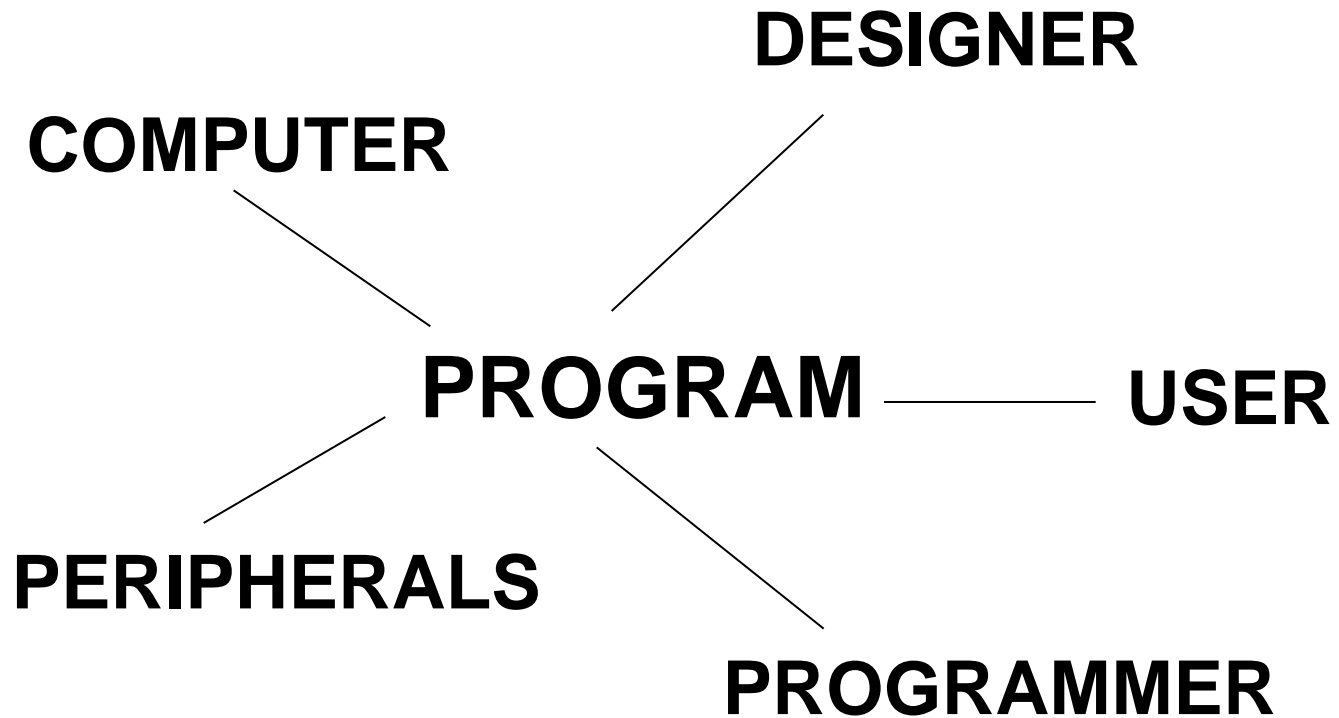 DESIGNER
COMPUTER
PROGRAM
USER
PERIPHERALS
PROGRAMMER